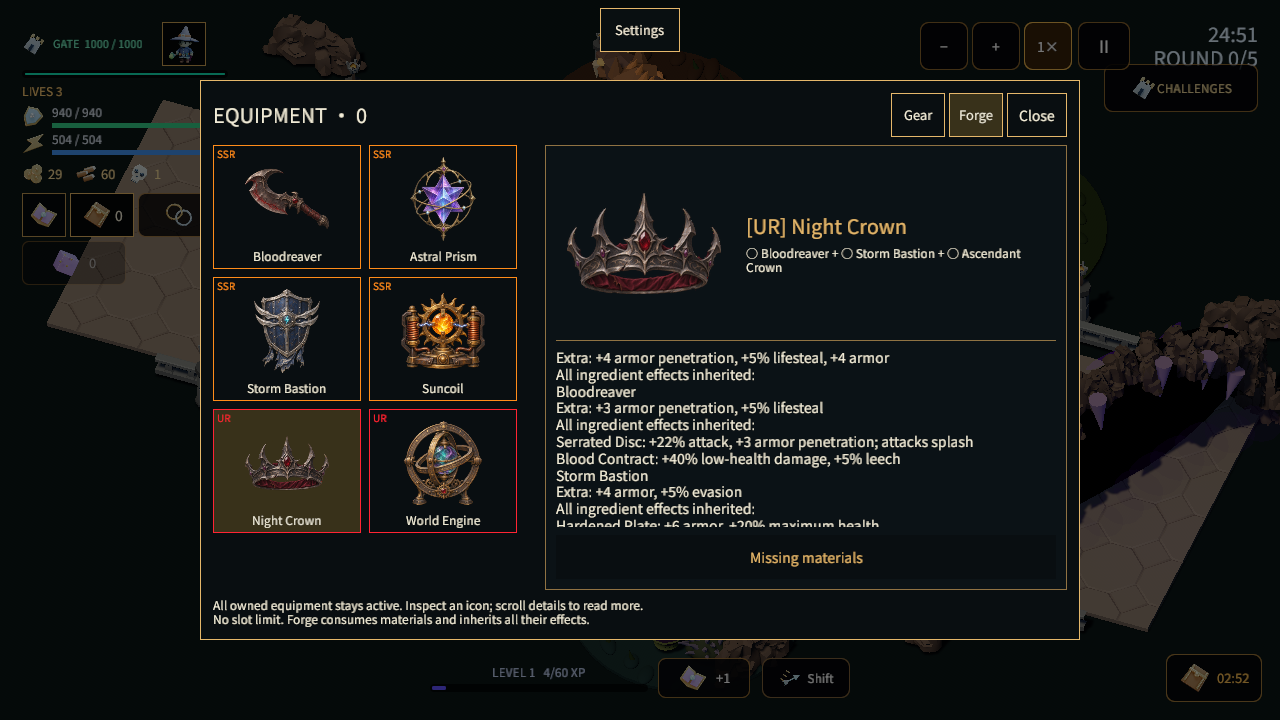 Settings
GATE 1000 / 1000
− + 1×
24:51
ROUND 0/5
CHALLENGES
LIVES 3
940 / 940
504 / 504
29 60 1
0
0
EQUIPMENT • 0
Gear Forge Close
SSR
Bloodreaver
SSR
Astral Prism
SSR
Storm Bastion
SSR
Suncoil
UR
Night Crown
UR
World Engine
[UR] Night Crown
○ Bloodreaver + ○ Storm Bastion + ○ Ascendant
Crown
Extra: +4 armor penetration, +5% lifesteal, +4 armor
All ingredient effects inherited:
Bloodreaver
Extra: +3 armor penetration, +5% lifesteal
All ingredient effects inherited:
Serrated Disc: +22% attack, +3 armor penetration; attacks splash
Blood Contract: +40% low-health damage, +5% leech
Storm Bastion
Extra: +4 armor, +5% evasion
All ingredient effects inherited:
Hardened Plate: +6 armor, +20% maximum health
Missing materials
All owned equipment stays active. Inspect an icon; scroll details to read more.
No slot limit. Forge consumes materials and inherits all their effects.
LEVEL 1 4/60 XP
+1
Shift
02:52